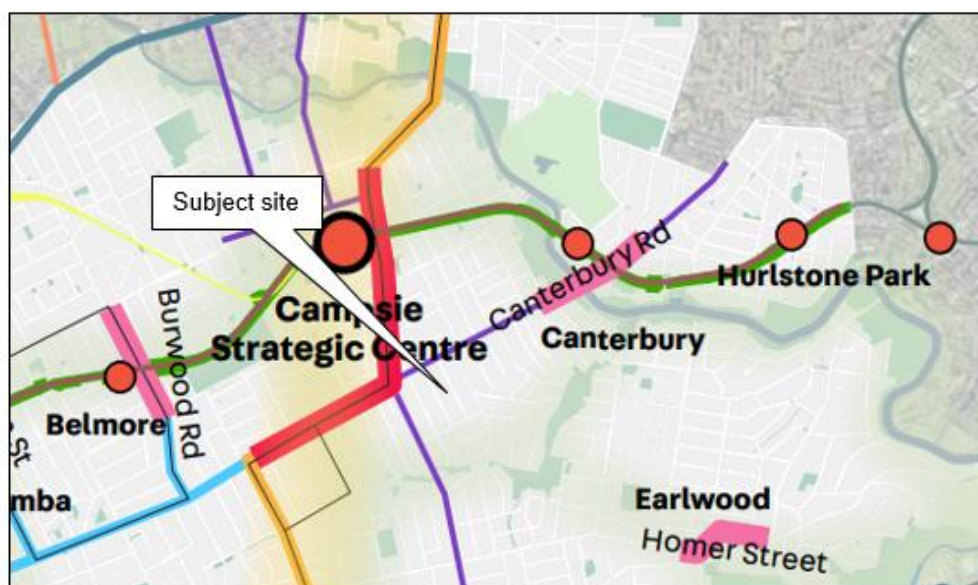 Subject site
Canterbury Rd
Hurlstone Park
Burwood Rd
Campsie
Strategic Centre
Canterbury
Belmore
St
mba
Earlwood
Homer Street